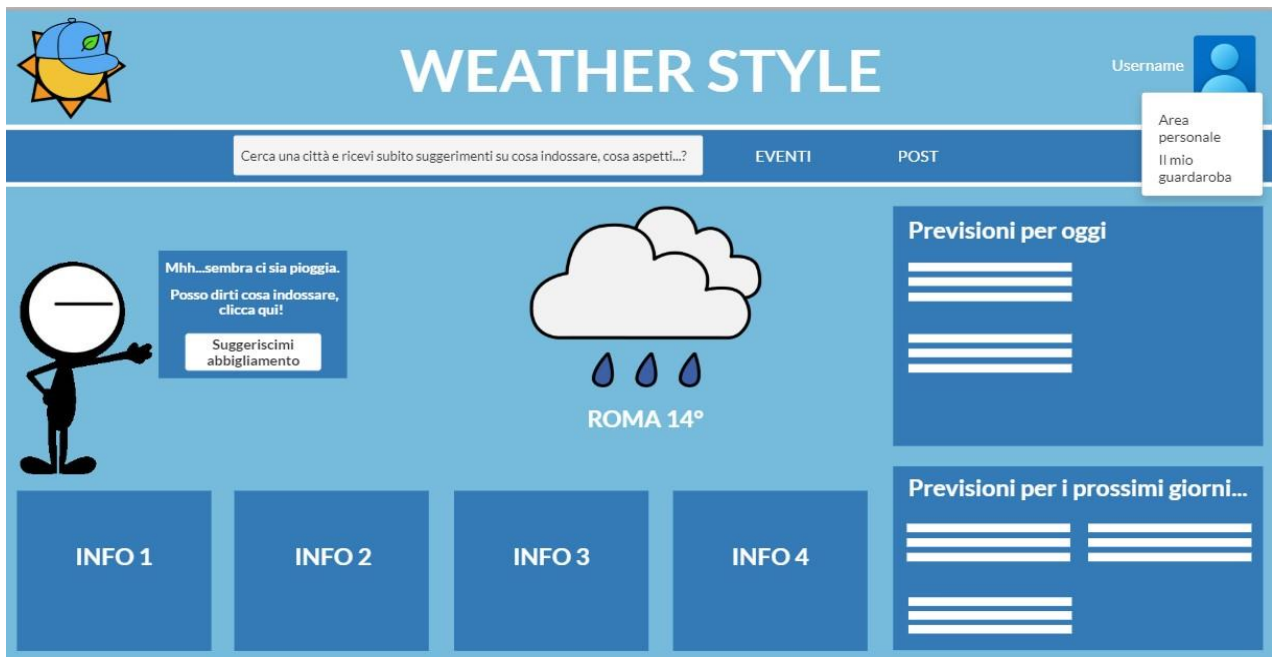 WEATHER STYLE
Username
Area
personale
Il mio
guardaroba
Cerca una città e ricevi subito suggerimenti su cosa indossare, cosa aspetti...?
EVENTI
POST
Mhh...sembra ci sia pioggia.
Posso dirti cosa indossare,
clicca qui!
Suggeriscimi
abbigliamento
ROMA 14°
Previsioni per oggi
Previsioni per i prossimi giorni...
INFO 1
INFO 2
INFO 3
INFO 4